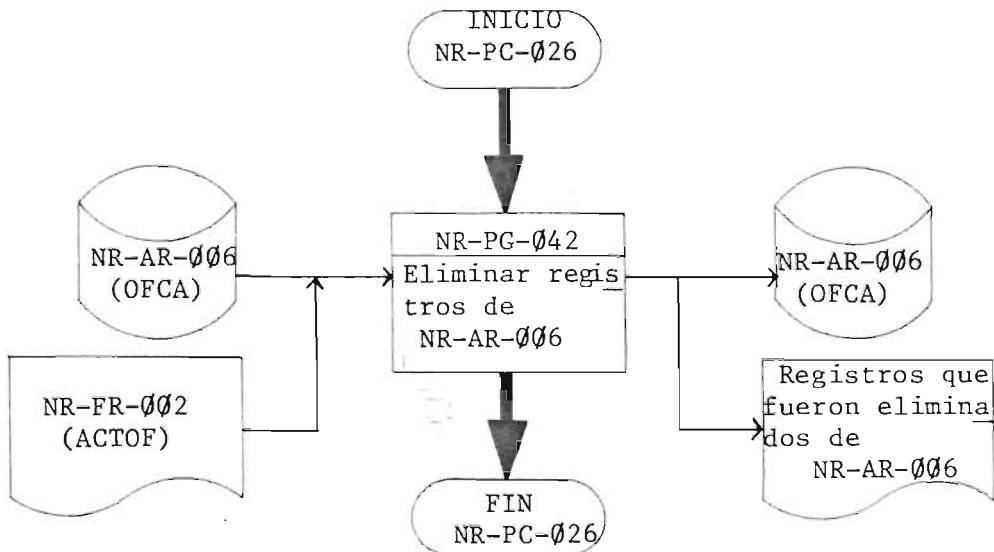 INICIO
NR-PC-Ø26
NR-AR-ØØ6
(OFCA)
NR-FR-ØØ2
(ACTOF)
NR-PG-Ø42
Eliminar regis
tros de
NR-AR-ØØ6
NR-AR-ØØ6
(OFCA)
Registros que
fueron elimina
dos de
NR-AR-ØØ6
FIN
NR-PC-Ø26